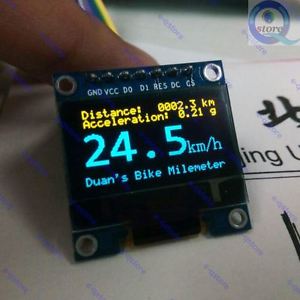 Q
store
GND VCC D0 D1 RES DC CS
Distance: 0002.3 km
Acceleration: 0.21 g
24.5km/h
Duan's Bike Milemeter
ing U